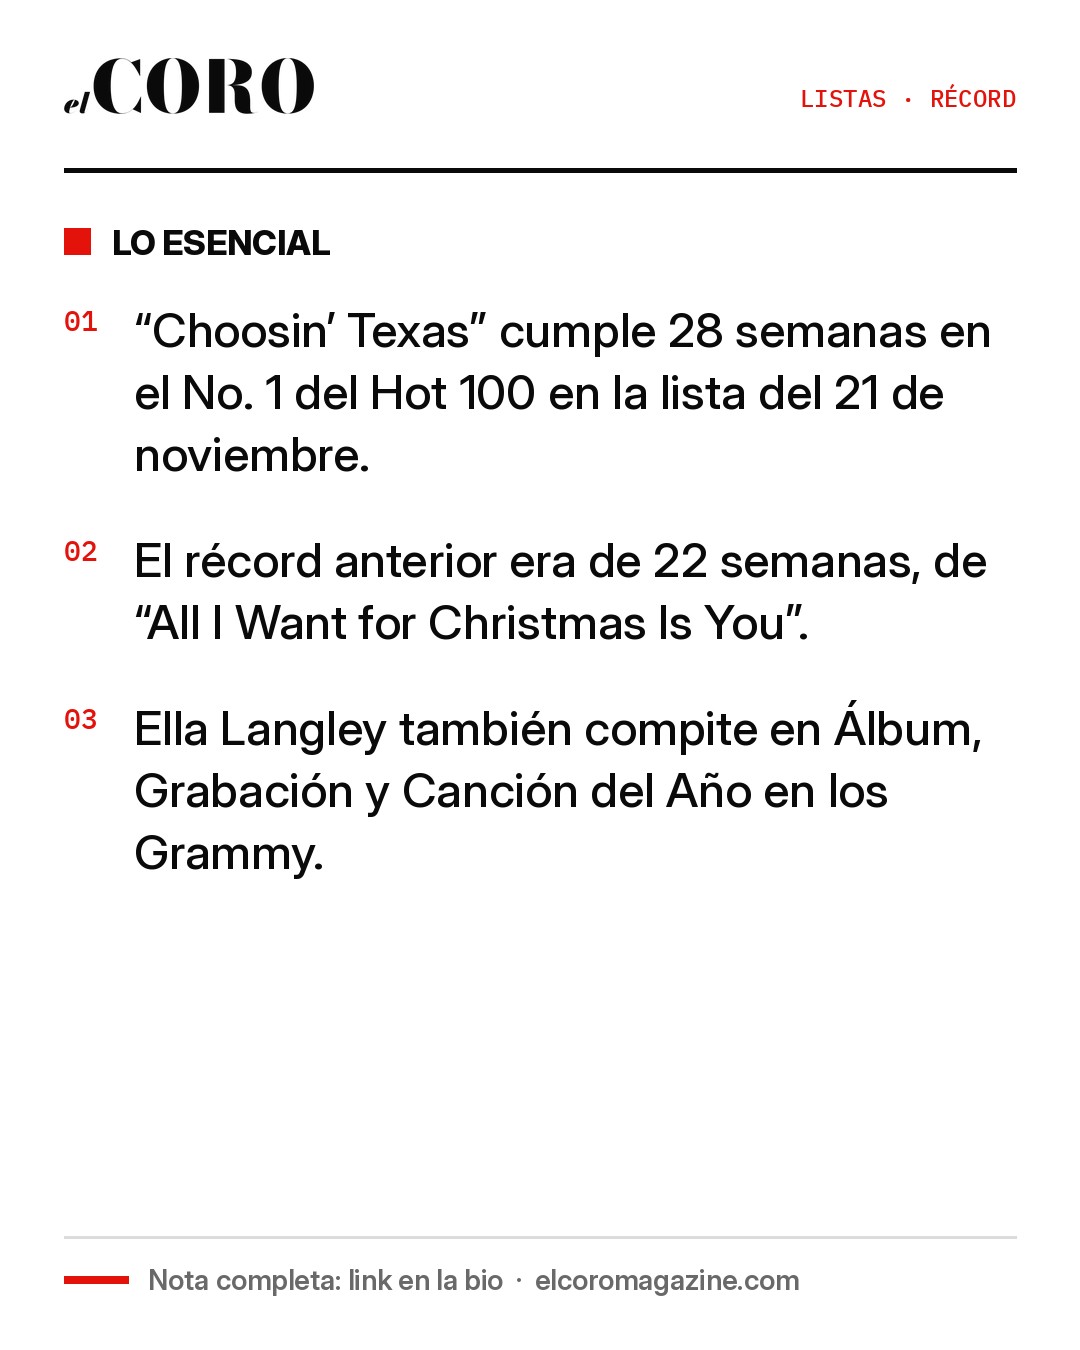 el CORO
LISTAS · RÉCORD
LO ESENCIAL
01 “Choosin’ Texas” cumple 28 semanas en
el No. 1 del Hot 100 en la lista del 21 de
noviembre.
02 El récord anterior era de 22 semanas, de
“All I Want for Christmas Is You”.
03 Ella Langley también compite en Álbum,
Grabación y Canción del Año en los
Grammy.
Nota completa: link en la bio · elcoromagazine.com